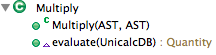 Multiply
Multiply(AST, AST)
evaluate(UnicalcDB) : Quantity